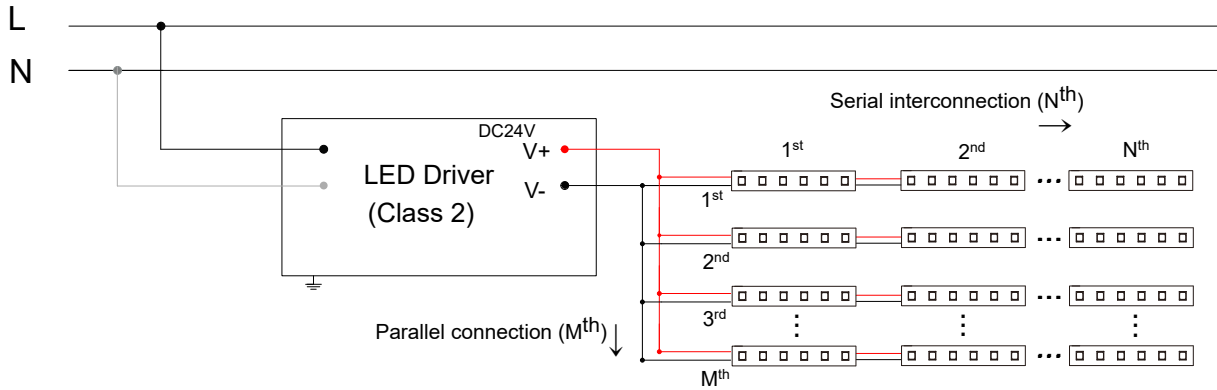 L
N
Serial interconnection (Nth)
1st 2nd Nth
DC24V
V+
LED Driver
V-
(Class 2)
1st
...
2nd
...
3rd
...
Parallel connection (Mth)
Mth
...